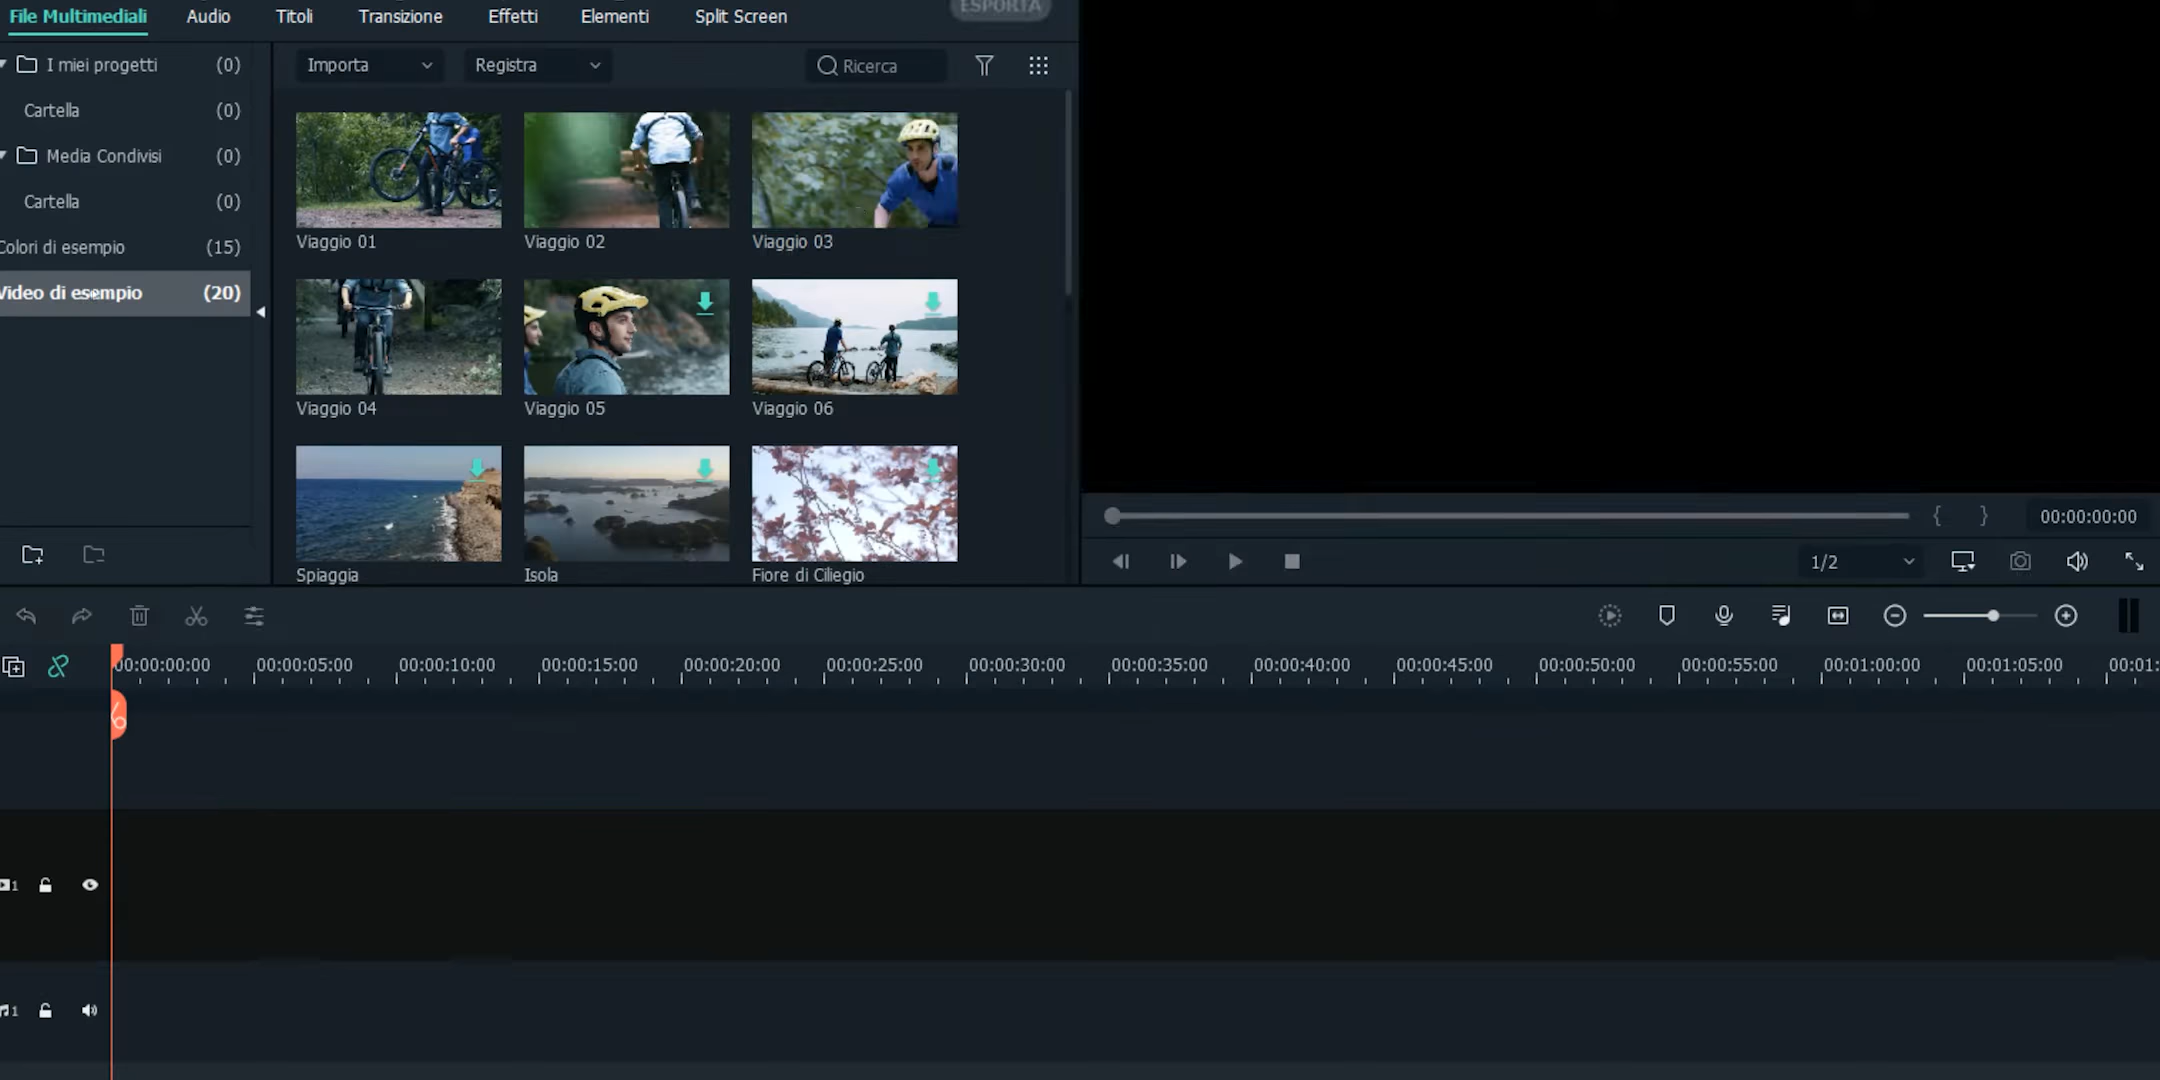 File Multimediali Audio Titoli Transizione Effetti Elementi Split Screen ESPORTA
I miei progetti (0)
Cartella (0)
Media Condivisi (0)
Cartella (0)
Colori di esempio (15)
Video di esempio (20)
Importa Registra Ricerca
Viaggio 01 Viaggio 02 Viaggio 03
Viaggio 04 Viaggio 05 Viaggio 06
Spiaggia Isola Fiore di Ciliegio
{ } 00:00:00:00
1/2
00:00:00:00 00:00:05:00 00:00:10:00 00:00:15:00 00:00:20:00 00:00:25:00 00:00:30:00 00:00:35:00 00:00:40:00 00:00:45:00 00:00:50:00 00:00:55:00 00:01:00:00 00:01:05:00 00:01:
1
1